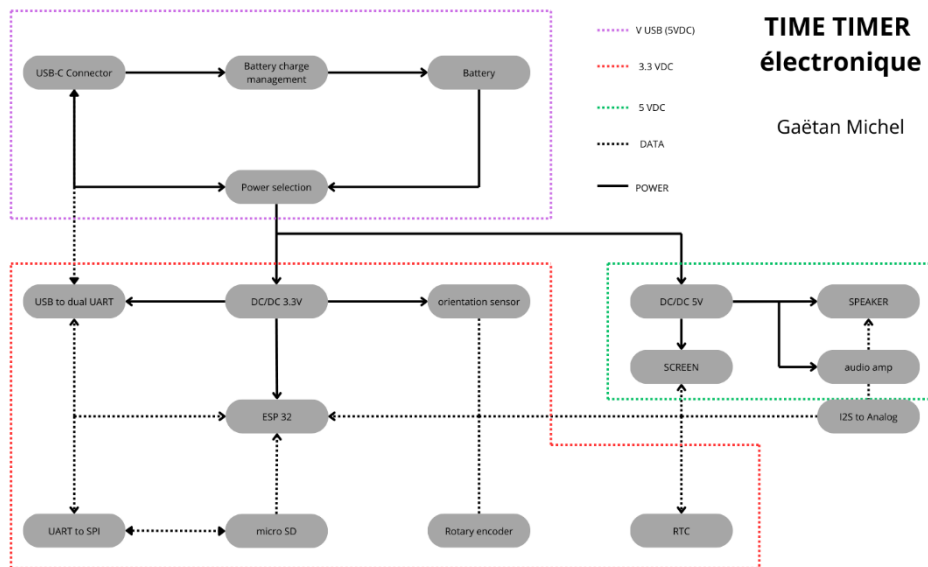 TIME TIMER
électronique
Gaëtan Michel
V USB (5VDC)
3.3 VDC
5 VDC
DATA
POWER
USB-C Connector
Battery charge
management
Battery
Power selection
USB to dual UART
DC/DC 3.3V
orientation sensor
DC/DC 5V
SPEAKER
SCREEN
audio amp
ESP 32
I2S to Analog
UART to SPI
micro SD
Rotary encoder
RTC